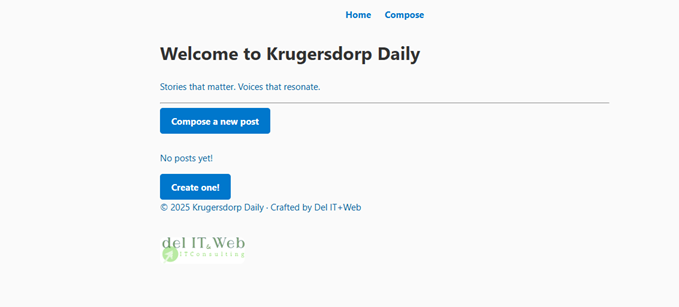 Home Compose
Welcome to Krugersdorp Daily
Stories that matter. Voices that resonate.
Compose a new post
No posts yet!
Create one!
© 2025 Krugersdorp Daily · Crafted by Del IT+Web
del IT&Web
ITConsulting